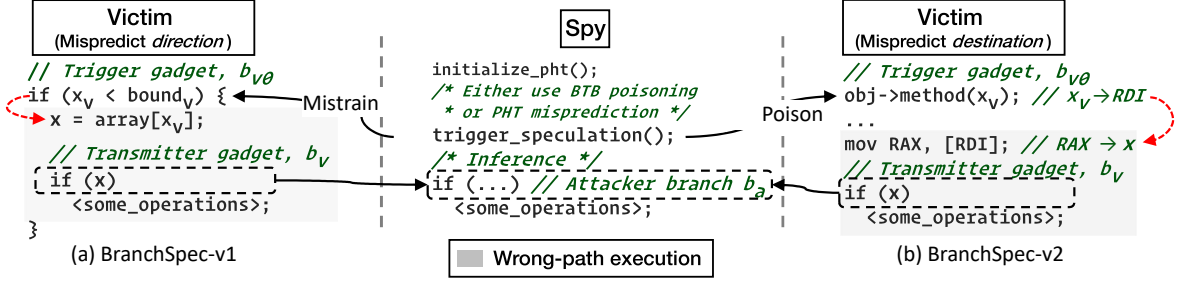 Victim
(Mispredict direction)
// Trigger gadget, bv0
if (xv < boundv) {
x = array[xv];
// Transmitter gadget, bv
if (x)
<some_operations>;
}
(a) BranchSpec-v1
Mistrain
Spy
initialize_pht();
/* Either use BTB poisoning
* or PHT misprediction */
trigger_speculation();
/* Inference */
if (...) // Attacker branch ba
<some_operations>;
Wrong-path execution
Poison
Victim
(Mispredict destination)
// Trigger gadget, bv0
obj->method(xv); // xv→RDI
...
mov RAX, [RDI]; // RAX → x
// Transmitter gadget, bv
if (x)
<some_operations>;
(b) BranchSpec-v2